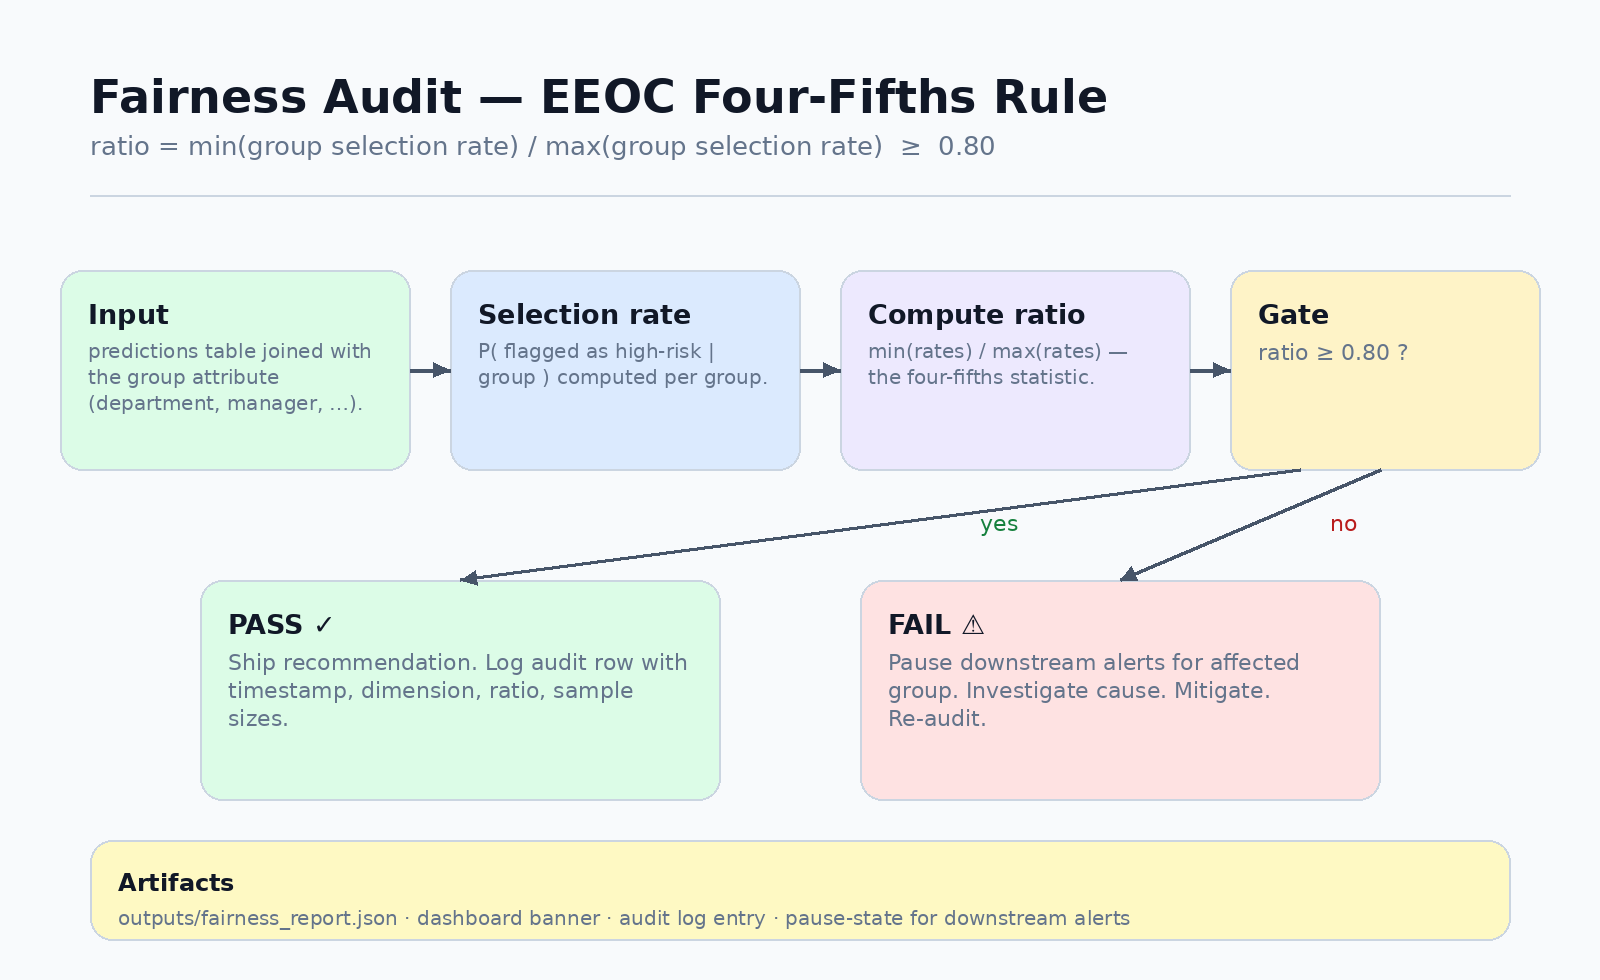 Fairness Audit — EEOC Four-Fifths Rule
ratio = min(group selection rate) / max(group selection rate)  ≥  0.80
Input
predictions table joined with
the group attribute
(department, manager, …).
Selection rate
P( flagged as high-risk |
group ) computed per group.
Compute ratio
min(rates) / max(rates) —
the four-fifths statistic.
Gate
ratio ≥ 0.80 ?
yes
no
PASS ✓
Ship recommendation. Log audit row with
timestamp, dimension, ratio, sample
sizes.
FAIL ⚠
Pause downstream alerts for affected
group. Investigate cause. Mitigate.
Re-audit.
Artifacts
outputs/fairness_report.json · dashboard banner · audit log entry · pause-state for downstream alerts